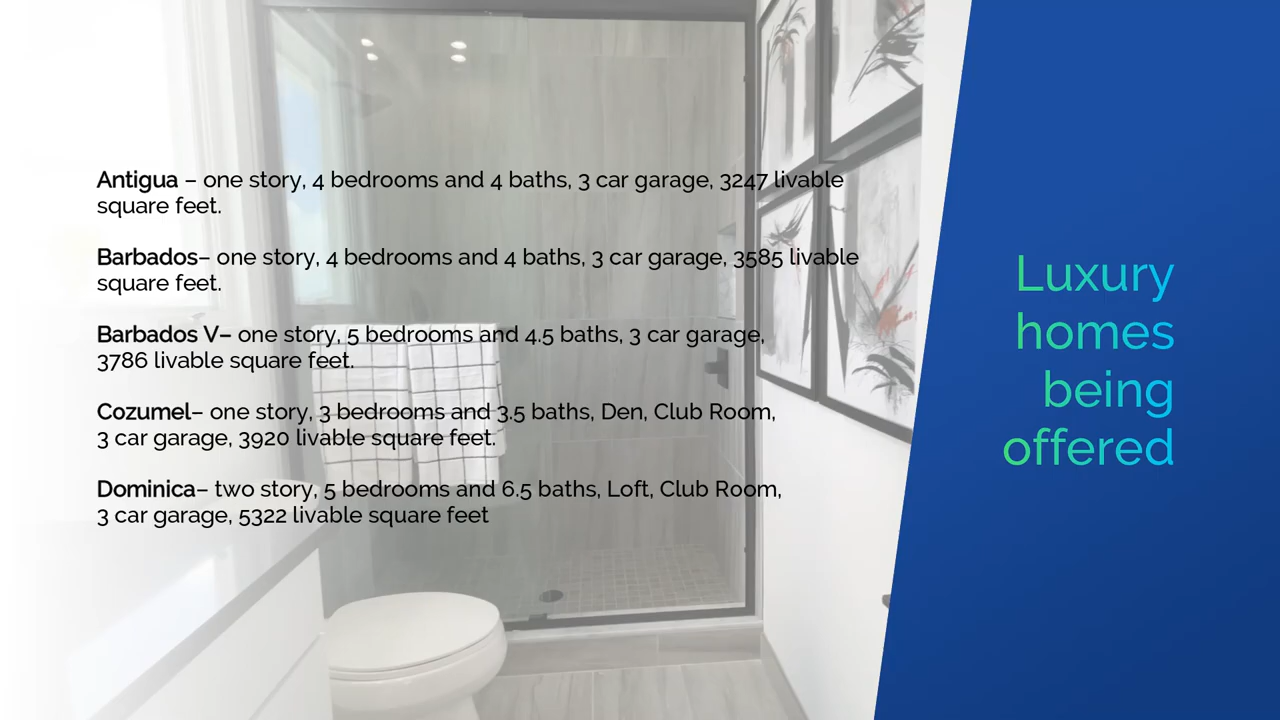 Antigua – one story, 4 bedrooms and 4 baths, 3 car garage, 3247 livable
square feet.
Barbados– one story, 4 bedrooms and 4 baths, 3 car garage, 3585 livable
square feet.
Barbados V– one story, 5 bedrooms and 4.5 baths, 3 car garage,
3786 livable square feet.
Cozumel– one story, 3 bedrooms and 3.5 baths, Den, Club Room,
3 car garage, 3920 livable square feet.
Dominica– two story, 5 bedrooms and 6.5 baths, Loft, Club Room,
3 car garage, 5322 livable square feet
Luxury
homes
being
offered